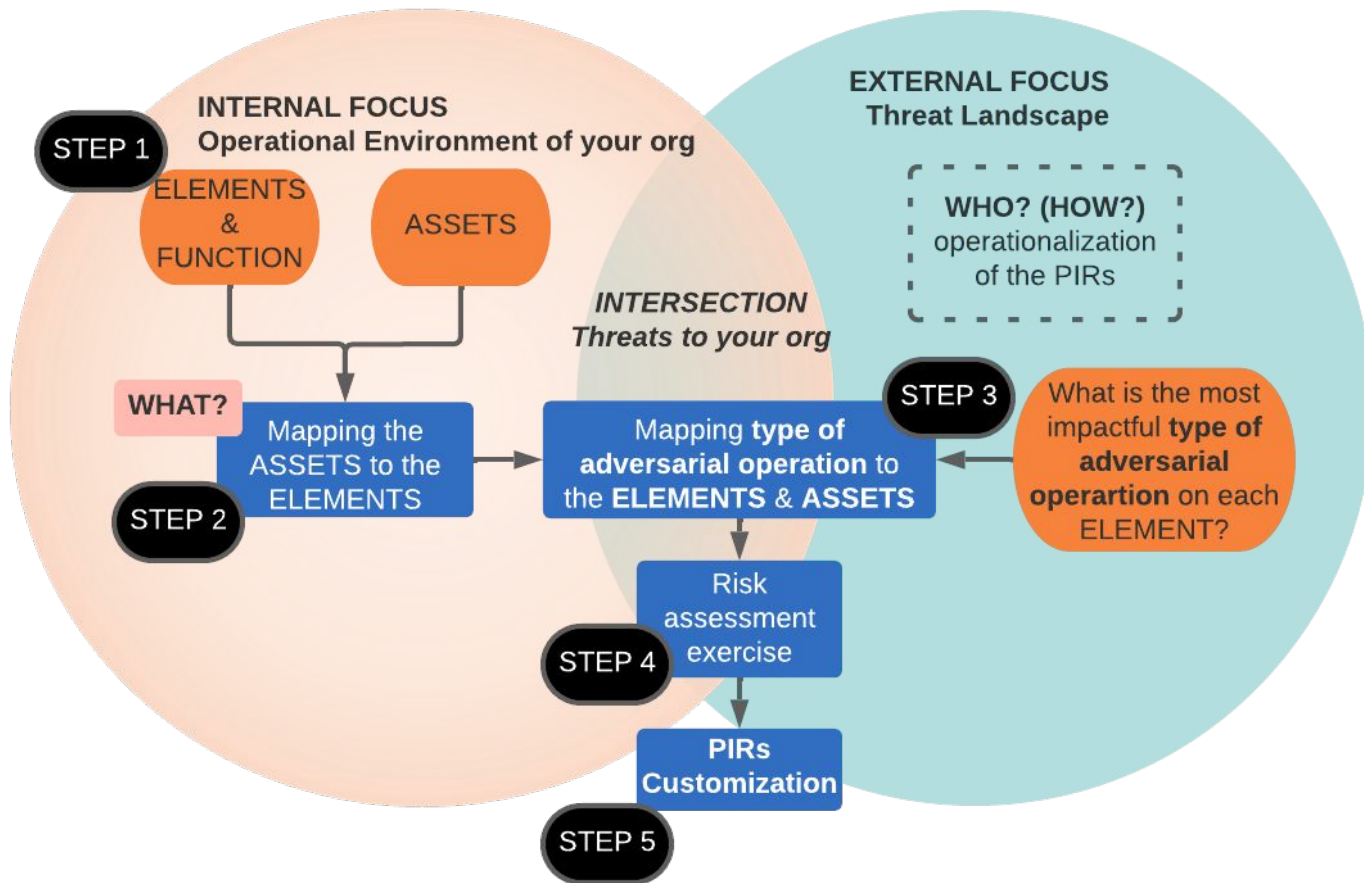 INTERNAL FOCUS
Operational Environment of your org
STEP 1
ELEMENTS
&
FUNCTION
ASSETS
EXTERNAL FOCUS
Threat Landscape
WHO? (HOW?)
operationalization
of the PIRs
INTERSECTION
Threats to your org
WHAT?
Mapping the
ASSETS to the
ELEMENTS
STEP 2
Mapping type of
adversarial operation to
the ELEMENTS & ASSETS
STEP 3
What is the most
impactful type of
adversarial
operartion on each
ELEMENT?
Risk
assessment
exercise
STEP 4
PIRs
Customization
STEP 5